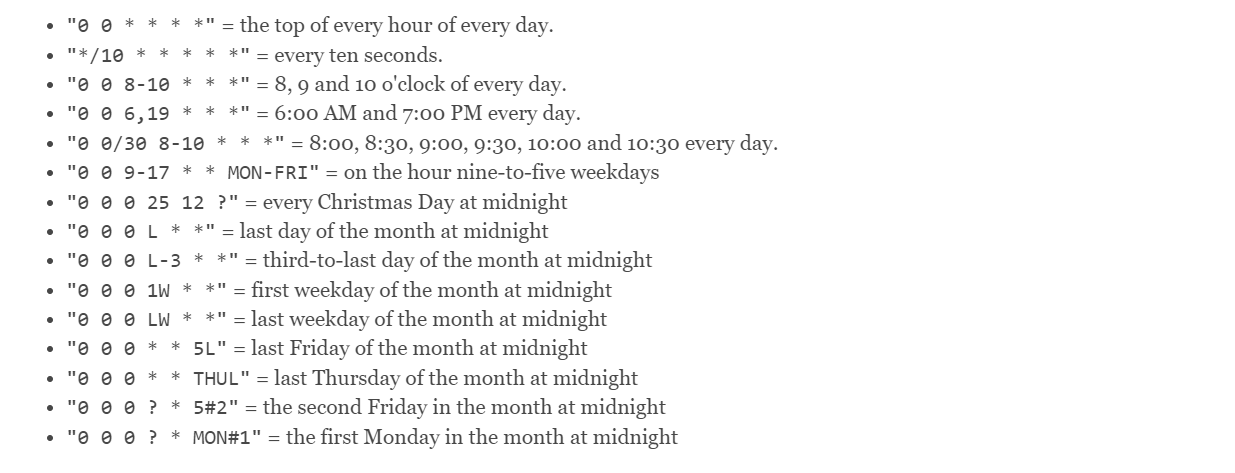 • "0 0 * * * *" = the top of every hour of every day.
• "*/10 * * * * *" = every ten seconds.
• "0 0 8-10 * * *" = 8, 9 and 10 o'clock of every day.
• "0 0 6,19 * * *" = 6:00 AM and 7:00 PM every day.
• "0 0/30 8-10 * * *" = 8:00, 8:30, 9:00, 9:30, 10:00 and 10:30 every day.
• "0 0 9-17 * * MON-FRI" = on the hour nine-to-five weekdays
• "0 0 0 25 12 ?" = every Christmas Day at midnight
• "0 0 0 L * *" = last day of the month at midnight
• "0 0 0 L-3 * *" = third-to-last day of the month at midnight
• "0 0 0 1W * *" = first weekday of the month at midnight
• "0 0 0 LW * *" = last weekday of the month at midnight
• "0 0 0 * * 5L" = last Friday of the month at midnight
• "0 0 0 * * THUL" = last Thursday of the month at midnight
• "0 0 0 ? * 5#2" = the second Friday in the month at midnight
• "0 0 0 ? * MON#1" = the first Monday in the month at midnight